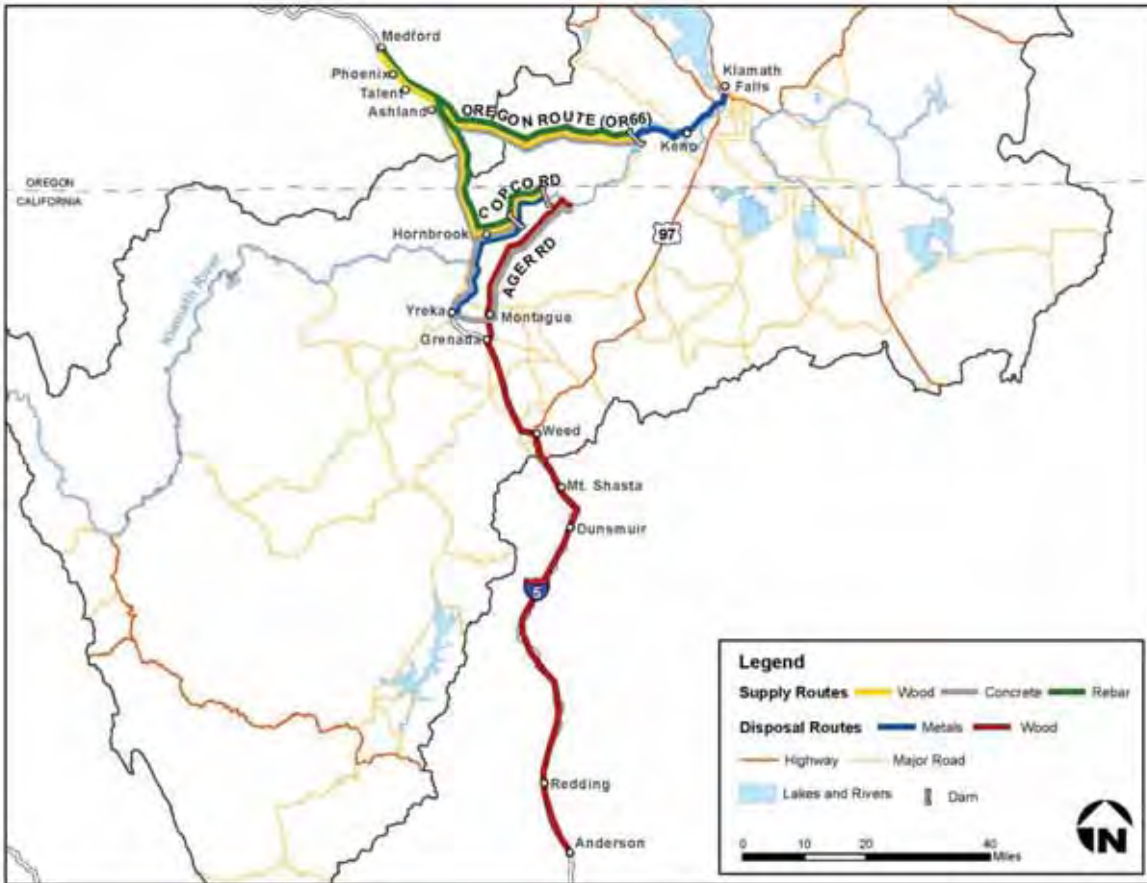 Medford
Klamath
Falls
Phoenix
Talent
Ashland
OREGON ROUTE (OR66)
Keno
OREGON
CALIFORNIA
COPCO RD
Hornbrook
97
AGER RD
Klamath River
Yreka
Montague
Grenada
Weed
Mt. Shasta
Dunsmuir
5
Redding
Anderson
Legend
Supply Routes Wood Concrete Rebar
Disposal Routes Metals Wood
Highway Major Road
Lakes and Rivers Dam
N
0 10 20 40
Miles